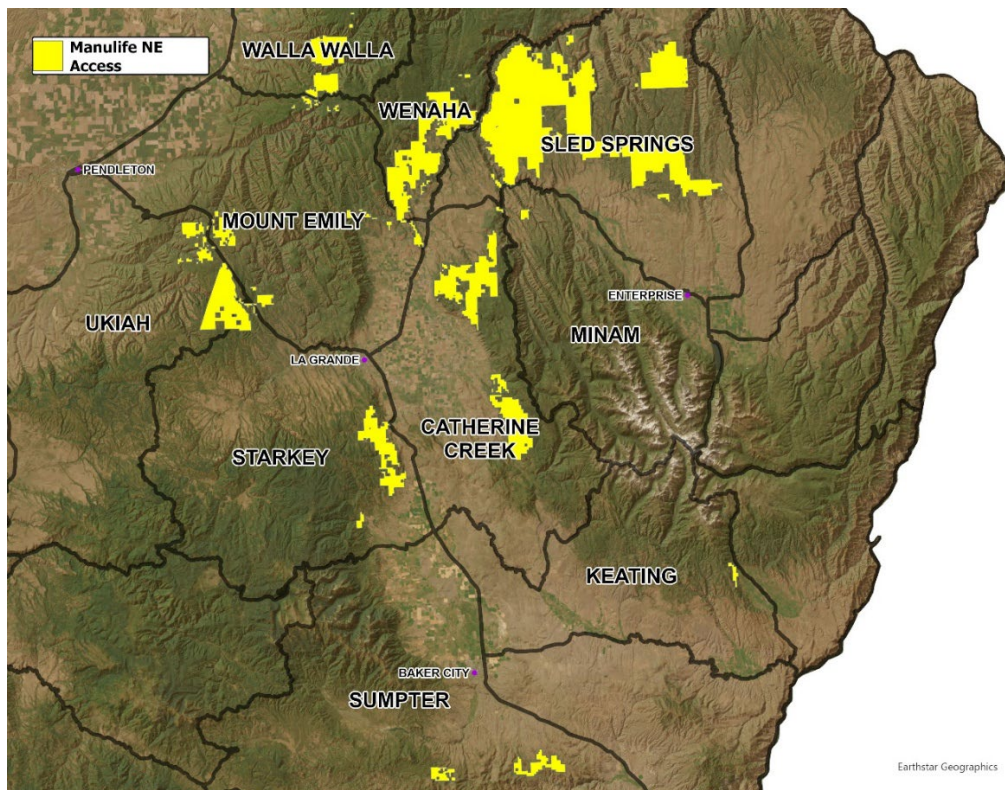 Manulife NE
Access
WALLA WALLA
WENAHA
SLED SPRINGS
PENDLETON
MOUNT EMILY
ENTERPRISE
UKIAH
MINAM
LA GRANDE
CATHERINE
CREEK
STARKEY
KEATING
BAKER CITY
SUMPTER
Earthstar Geographics